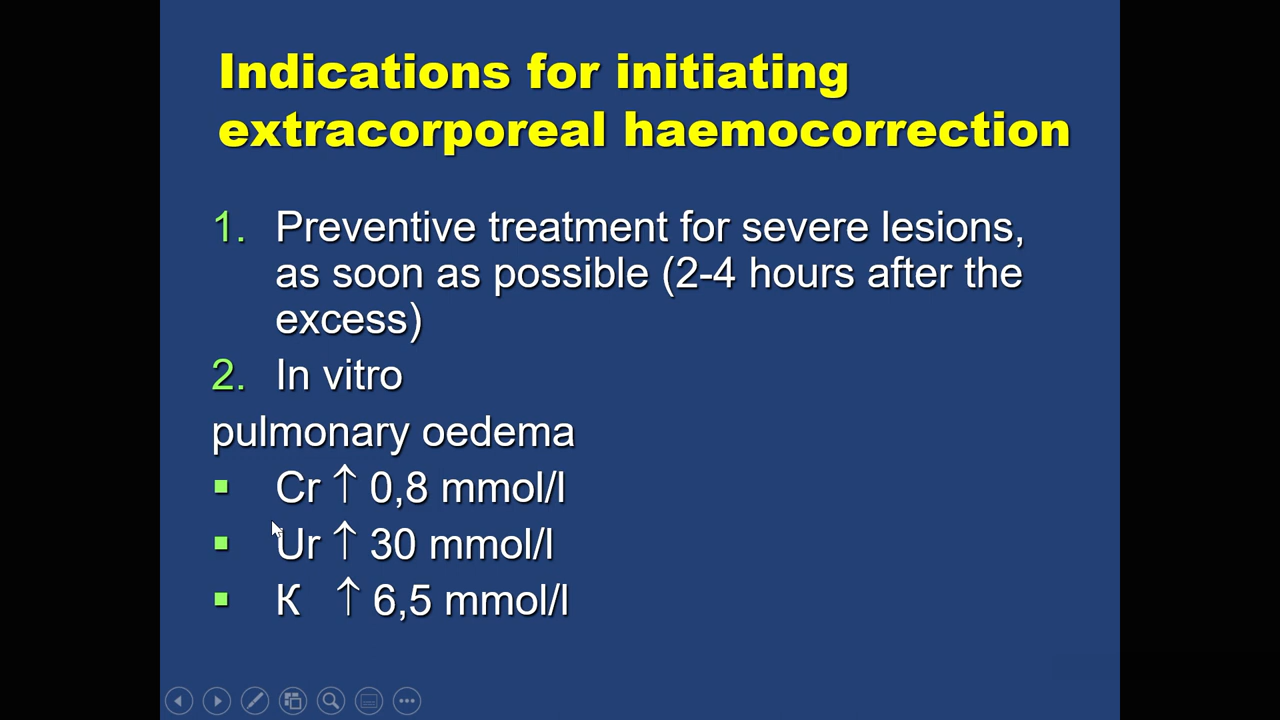 Indications for initiating
extracorporeal haemocorrection
1. Preventive treatment for severe lesions,
as soon as possible (2-4 hours after the
excess)
2. In vitro
pulmonary oedema
▪ Cr ↑ 0,8 mmol/l
▪ Ur ↑ 30 mmol/l
▪ К ↑ 6,5 mmol/l